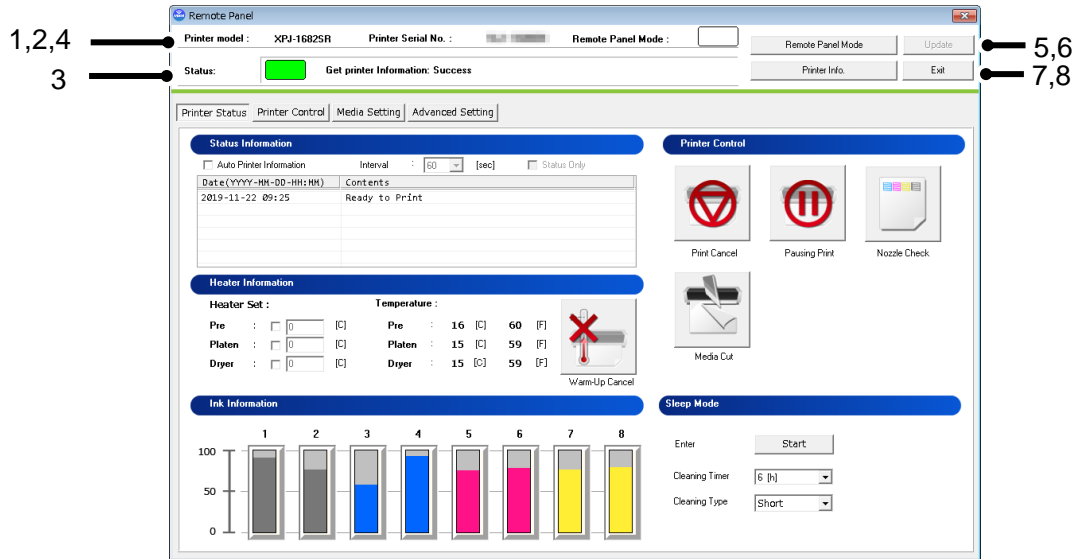 Remote Panel
1,2,4
Printer model : XPJ-1682SR Printer Serial No. : Remote Panel Mode :
Remote Panel Mode Update
5,6
3
Status: Get printer Information: Success
Printer Info. Exit
7,8
Printer Status Printer Control Media Setting Advanced Setting
Status Information
Printer Control
Auto Printer Information Interval : 60 [sec] Status Only
Date(YYYY-MM-DD-HH:MM) Contents
2019-11-22 09:25 Ready to Print
Print Cancel Pausing Print Nozzle Check
Heater Information
Heater Set : Temperature :
Pre : 0 [C] Pre : 16 [C] 60 [F]
Platen : 0 [C] Platen : 15 [C] 59 [F]
Dryer : 0 [C] Dryer : 15 [C] 59 [F]
Media Cut
Warm-Up Cancel
Ink Information
Sleep Mode
1 2 3 4 5 6 7 8
100
50
0
Enter Start
Cleaning Timer 6 [h]
Cleaning Type Short